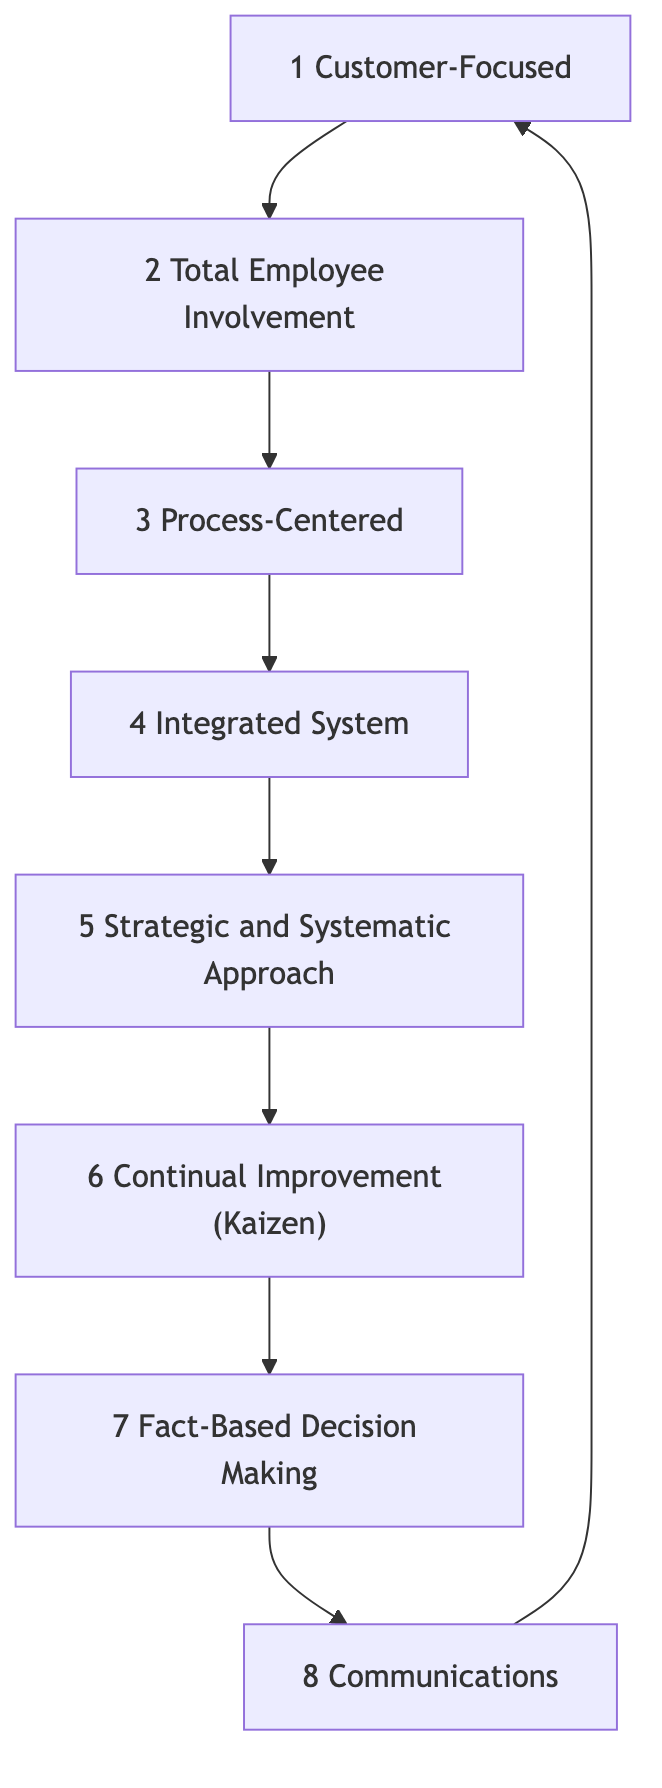 1 Customer-Focused
2 Total Employee
Involvement
3 Process-Centered
4 Integrated System
5 Strategic and Systematic
Approach
6 Continual Improvement
(Kaizen)
7 Fact-Based Decision
Making
8 Communications